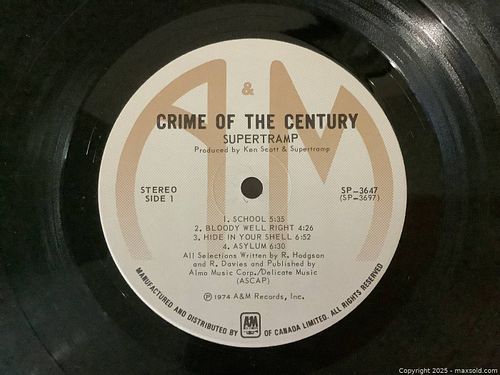 A&M
CRIME OF THE CENTURY
SUPERTRAMP
Produced by Ken Scott & Supertramp
STEREO
SIDE 1
SP-3647
(SP-3697)
1. SCHOOL 5:35
2. BLOODY WELL RIGHT 4:26
3. HIDE IN YOUR SHELL 6:52
4. ASYLUM 6:30
All Selections Written by R. Hodgson
and R. Davies and Published by
Almo Music Corp./Delicate Music
(ASCAP)
Ⓟ 1974 A&M Records, Inc.
MANUFACTURED AND DISTRIBUTED BY A&M OF CANADA LIMITED. ALL RIGHTS RESERVED
Copyright 2025 - maxsold.com